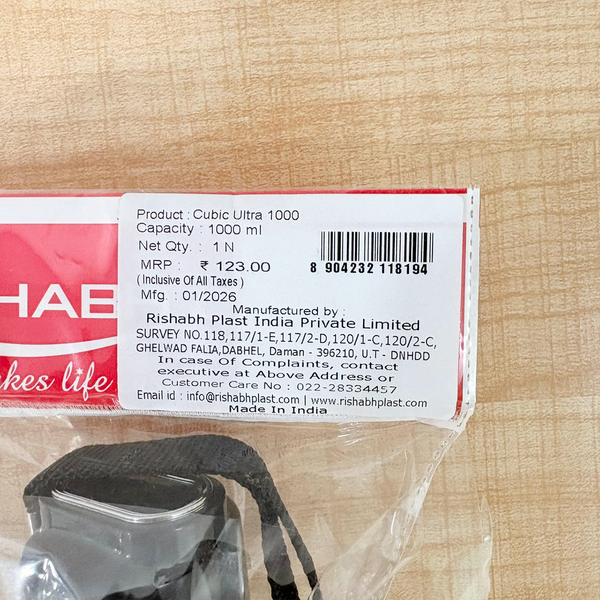 HAB
kes life
Product : Cubic Ultra 1000
Capacity : 1000 ml
Net Qty. : 1 N
MRP : ₹ 123.00
( Inclusive Of All Taxes )
Mfg. : 01/2026
8 904232 118194
Manufactured by :
Rishabh Plast India Private Limited
SURVEY NO.118,117/1-E,117/2-D,120/1-C,120/2-C,
GHELWAD FALIA,DABHEL, Daman - 396210, U.T - DNHDD
In case Of Complaints, contact
executive at Above Address or
Customer Care No : 022-28334457
Email id : info@rishabhplast.com | www.rishabhplast.com
Made In India